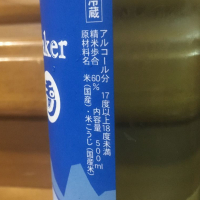 冷蔵
ker
アルコール分 17度以上18度未満
精米歩合 60% 内容量 500ml
原材料名 米(国産)・米こうじ(国産米)